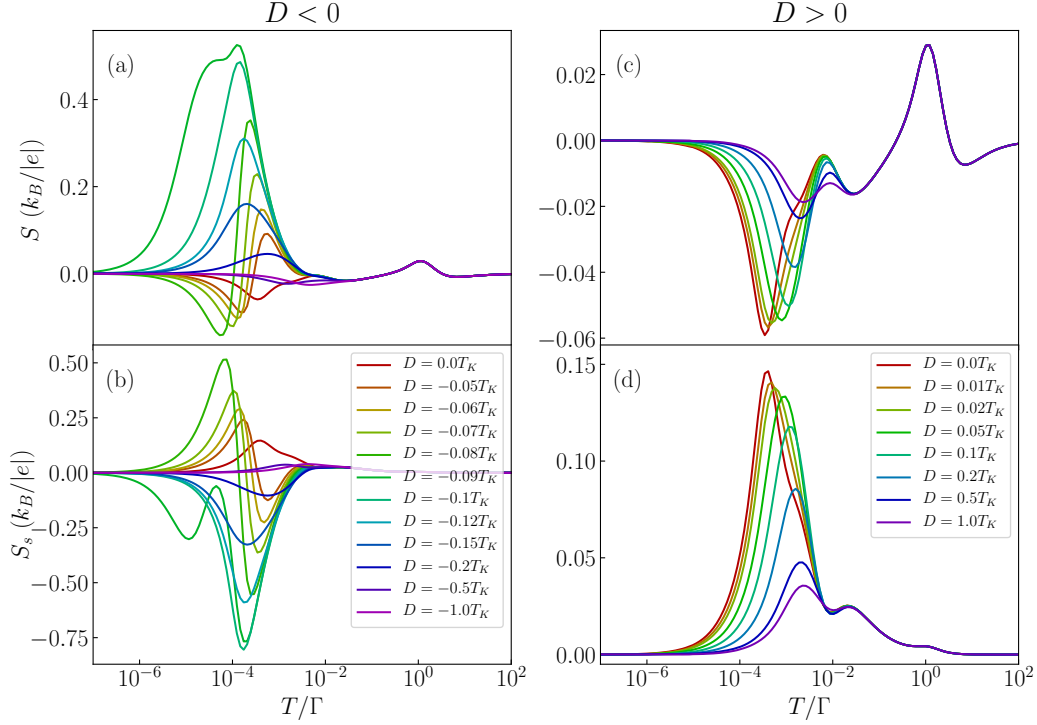 D < 0
D > 0
(a)
S (k_B/|e|)
0.4
0.2
0.0
(c)
S (k_B/|e|)
0.02
0.00
−0.02
−0.04
−0.06
(b)
S_s (k_B/|e|)
0.50
0.25
0.00
−0.25
−0.50
−0.75
D = 0.0T_K
D = −0.05T_K
D = −0.06T_K
D = −0.07T_K
D = −0.08T_K
D = −0.09T_K
D = −0.1T_K
D = −0.12T_K
D = −0.15T_K
D = −0.2T_K
D = −0.5T_K
D = −1.0T_K
10^{−6} 10^{−4} 10^{−2} 10^0 10^2
T/Γ
(d)
0.15
0.10
0.05
0.00
D = 0.0T_K
D = 0.01T_K
D = 0.02T_K
D = 0.05T_K
D = 0.1T_K
D = 0.2T_K
D = 0.5T_K
D = 1.0T_K
10^{−6} 10^{−4} 10^{−2} 10^0 10^2
T/Γ